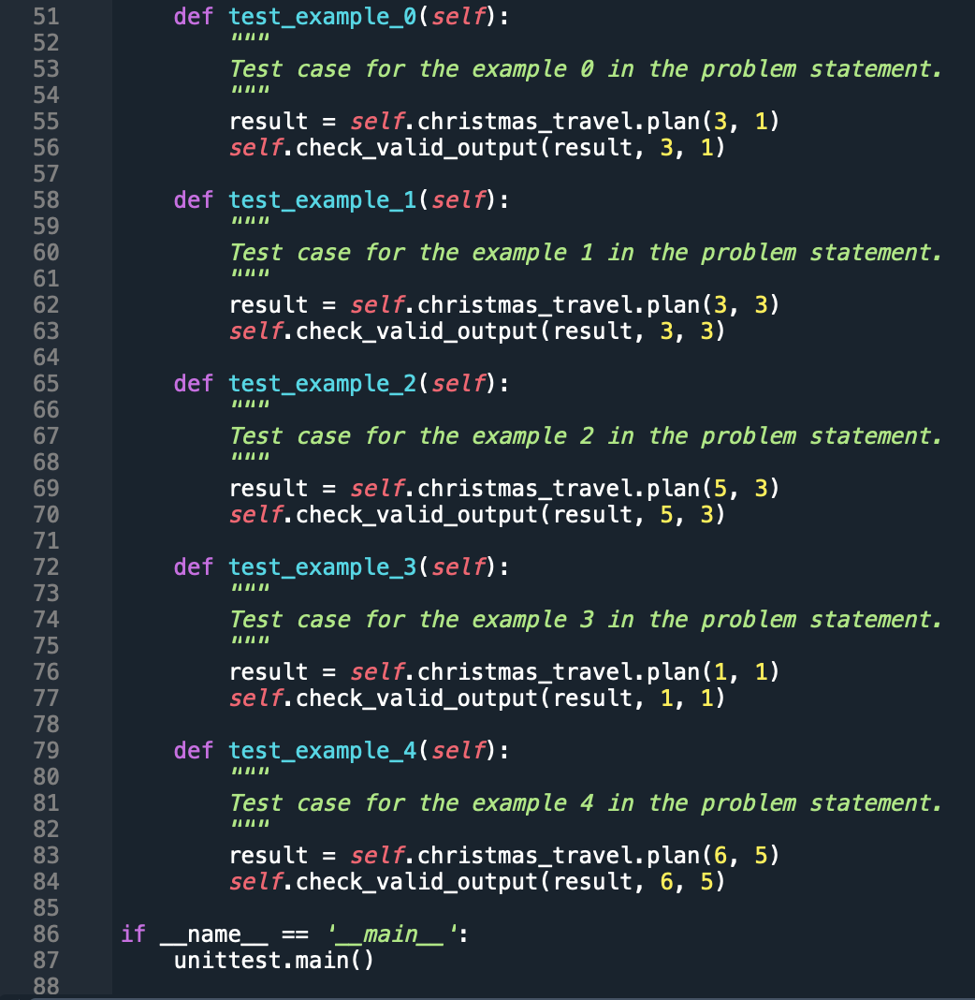 51 def test_example_0(self):
52 """
53 Test case for the example 0 in the problem statement.
54 """
55 result = self.christmas_travel.plan(3, 1)
56 self.check_valid_output(result, 3, 1)
57
58 def test_example_1(self):
59 """
60 Test case for the example 1 in the problem statement.
61 """
62 result = self.christmas_travel.plan(3, 3)
63 self.check_valid_output(result, 3, 3)
64
65 def test_example_2(self):
66 """
67 Test case for the example 2 in the problem statement.
68 """
69 result = self.christmas_travel.plan(5, 3)
70 self.check_valid_output(result, 5, 3)
71
72 def test_example_3(self):
73 """
74 Test case for the example 3 in the problem statement.
75 """
76 result = self.christmas_travel.plan(1, 1)
77 self.check_valid_output(result, 1, 1)
78
79 def test_example_4(self):
80 """
81 Test case for the example 4 in the problem statement.
82 """
83 result = self.christmas_travel.plan(6, 5)
84 self.check_valid_output(result, 6, 5)
85
86 if __name__ == '__main__':
87 unittest.main()
88